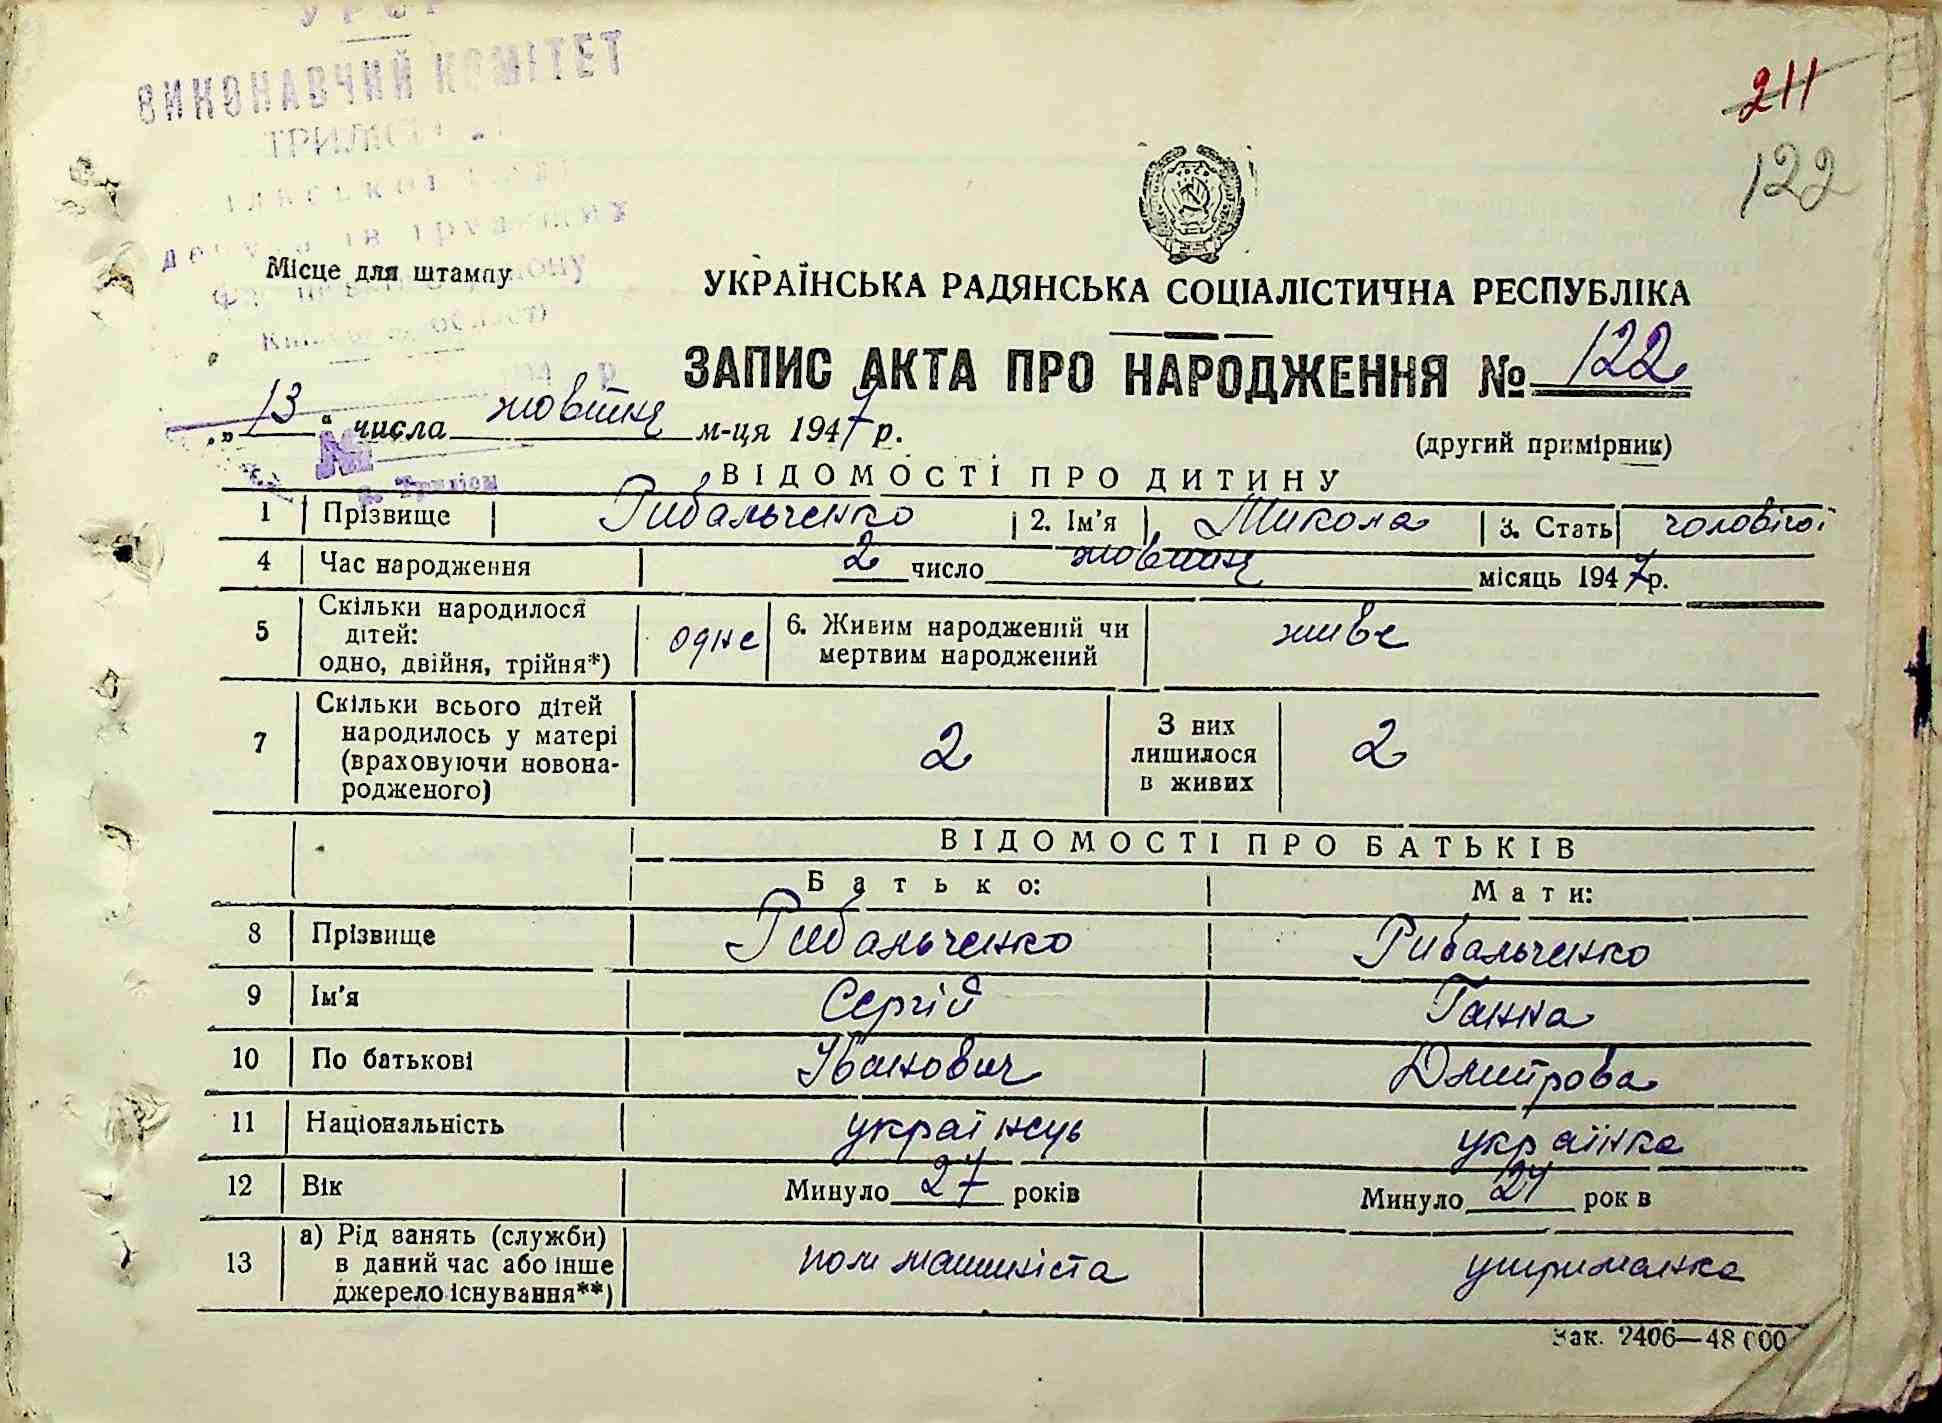 УРСР
ВИКОНАВЧИЙ КОМІТЕТ
211
122
Місце для штампу
УКРАЇНСЬКА РАДЯНСЬКА СОЦІАЛІСТИЧНА РЕСПУБЛІКА
ЗАПИС АКТА ПРО НАРОДЖЕННЯ № 122
„13“ числа жовтня м-ця 1947 р.
(другий примірник)
№
ВІДОМОСТІ ПРО ДИТИНУ
1 Прізвище Рибальченко 2. Ім'я Микола 3. Стать чоловічої
4 Час народження 2 число жовтня місяць 1947 р.
5 Скільки народилося дітей: одно, двійня, трійня*) одне 6. Живим народжений чи мертвим народжений живе
7 Скільки всього дітей народилось у матері (враховуючи новонародженого) 2 З них лишилося в живих 2
ВІДОМОСТІ ПРО БАТЬКІВ
Батько: Мати:
8 Прізвище Рибальченко Рибальченко
9 Ім'я Сергій Ганна
10 По батькові Іванович Дмитрова
11 Національність українець українка
12 Вік Минуло 27 років Минуло 24 рок в
13 а) Рід занять (служби) в даний час або інше джерело існування**) пом машиніста утриманка
Зак. 2406—48 000